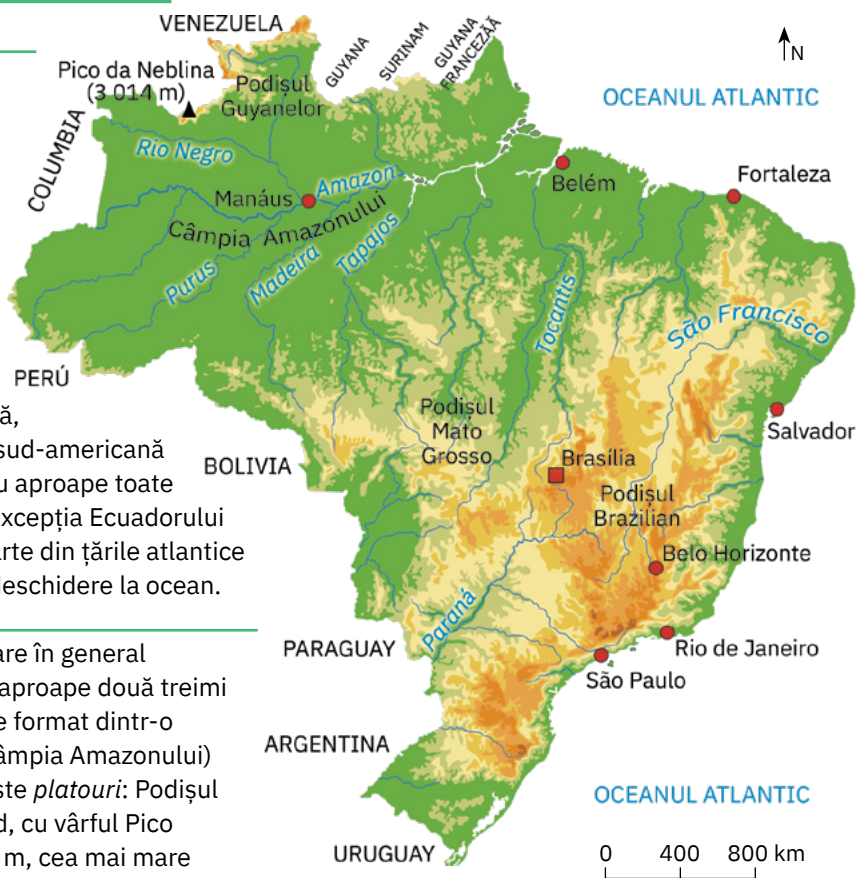 VENEZUELA
GUYANA
SURINAM
GUYANA
FRANCEZĂ
N
Pico da Neblina
(3 014 m)
Podișul
Guyanelor
OCEANUL ATLANTIC
COLUMBIA
Rio Negro
Amazon
Belém
Fortaleza
Manáus
Câmpia Amazonului
Purus
Madeira
Tapajos
Tocantis
São Francisco
PERÚ
ă,
Podișul
Mato
Grosso
Salvador
sud-americană
BOLIVIA
Brasília
u aproape toate
Podișul
Brazilian
xcepția Ecuadorului
arte din țările atlantice
Belo Horizonte
deschidere la ocean.
Paraná
are în general
PARAGUAY
Rio de Janeiro
aproape două treimi
São Paulo
e format dintr-o
ARGENTINA
âmpia Amazonului)
ște platouri: Podișul
OCEANUL ATLANTIC
d, cu vârful Pico
m, cea mai mare
URUGUAY
0 400 800 km